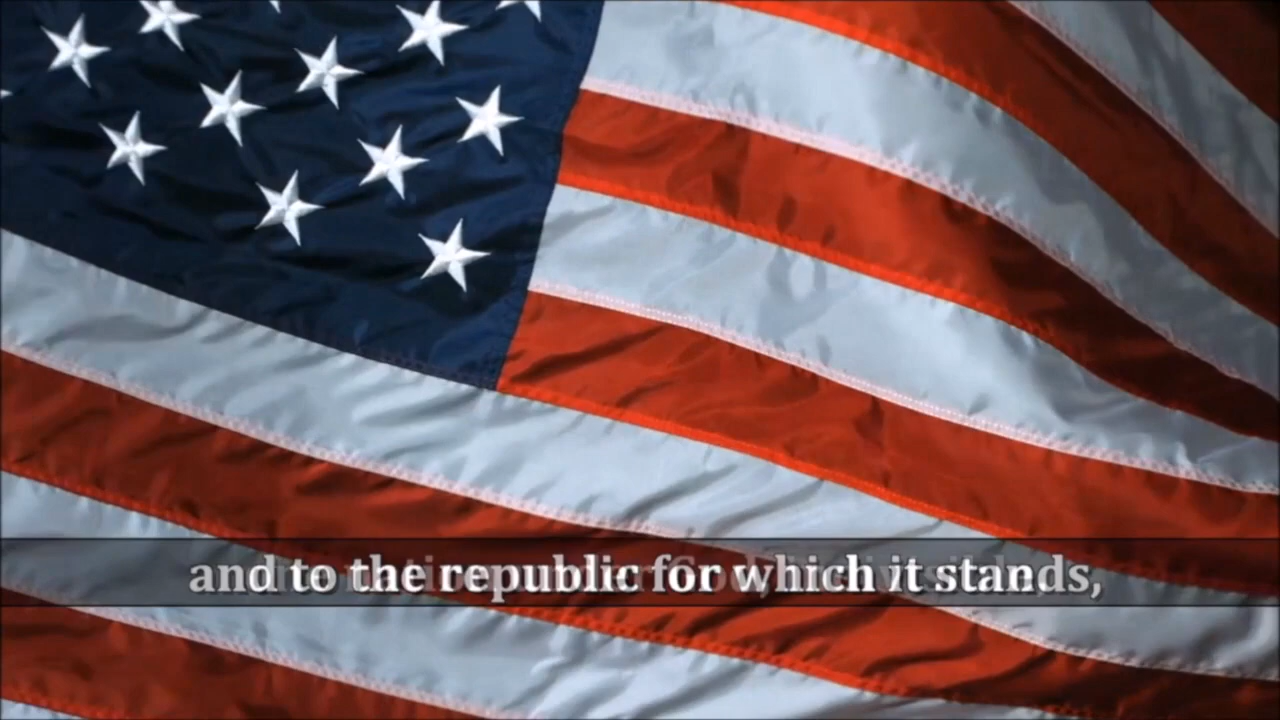 and to the republic for which it stands,